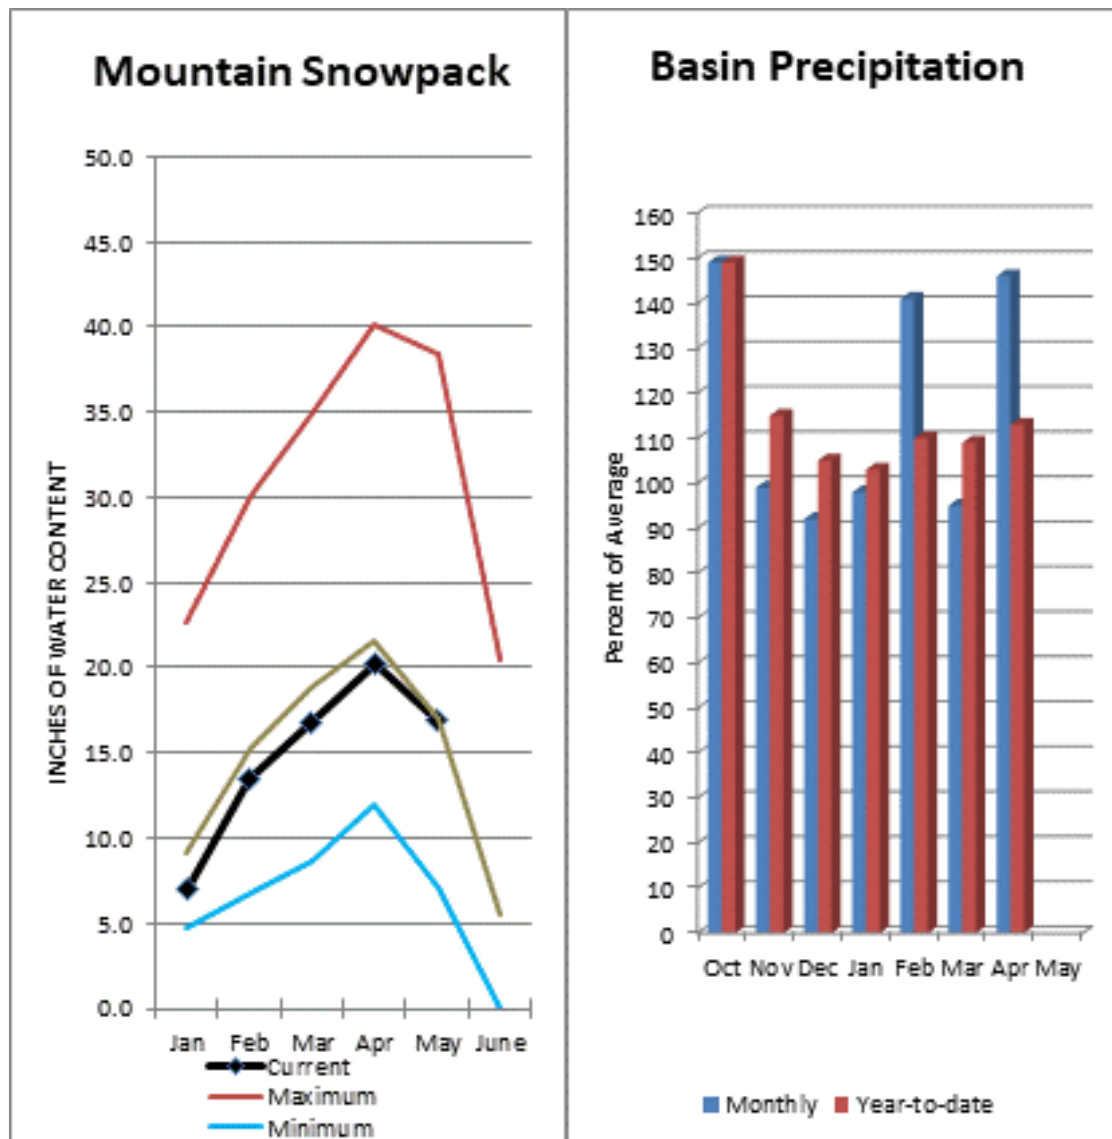 Mountain Snowpack
INCHES OF WATER CONTENT
50.0
45.0
40.0
35.0
30.0
25.0
20.0
15.0
10.0
5.0
0.0
Jan Feb Mar Apr May June
Current
Maximum
Minimum
Basin Precipitation
Percent of Average
160
150
140
130
120
110
100
90
80
70
60
50
40
30
20
10
0
Oct Nov Dec Jan Feb Mar Apr May
Monthly Year-to-date